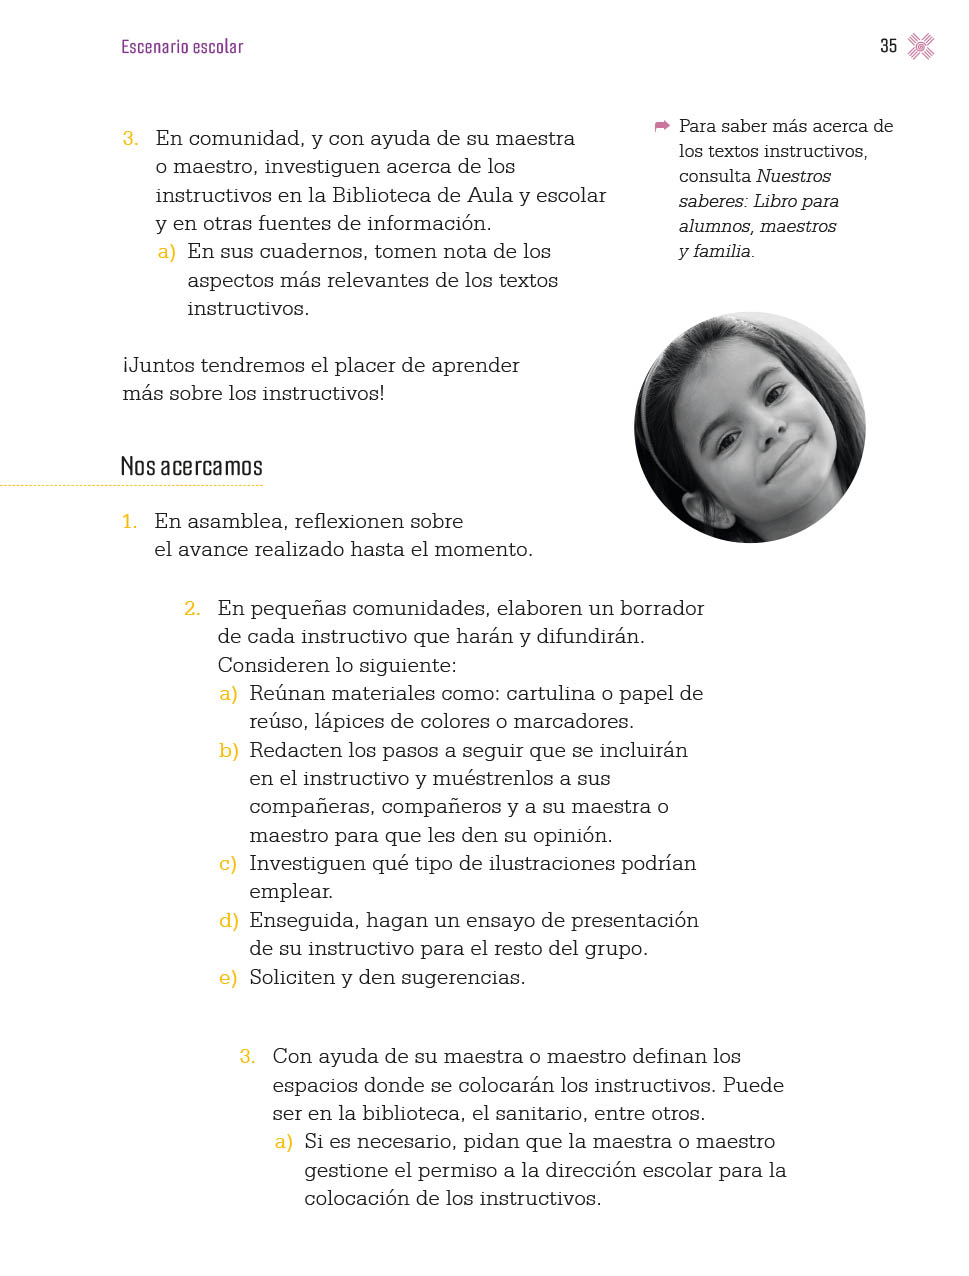 Escenario escolar
35
3. En comunidad, y con ayuda de su maestra
o maestro, investiguen acerca de los
instructivos en la Biblioteca de Aula y escolar
y en otras fuentes de información.
a) En sus cuadernos, tomen nota de los
aspectos más relevantes de los textos
instructivos.
¡Juntos tendremos el placer de aprender
más sobre los instructivos!
➦ Para saber más acerca de
los textos instructivos,
consulta Nuestros
saberes: Libro para
alumnos, maestros
y familia.
Nos acercamos
1. En asamblea, reflexionen sobre
el avance realizado hasta el momento.
2. En pequeñas comunidades, elaboren un borrador
de cada instructivo que harán y difundirán.
Consideren lo siguiente:
a) Reúnan materiales como: cartulina o papel de
reúso, lápices de colores o marcadores.
b) Redacten los pasos a seguir que se incluirán
en el instructivo y muéstrenlos a sus
compañeras, compañeros y a su maestra o
maestro para que les den su opinión.
c) Investiguen qué tipo de ilustraciones podrían
emplear.
d) Enseguida, hagan un ensayo de presentación
de su instructivo para el resto del grupo.
e) Soliciten y den sugerencias.
3. Con ayuda de su maestra o maestro definan los
espacios donde se colocarán los instructivos. Puede
ser en la biblioteca, el sanitario, entre otros.
a) Si es necesario, pidan que la maestra o maestro
gestione el permiso a la dirección escolar para la
colocación de los instructivos.